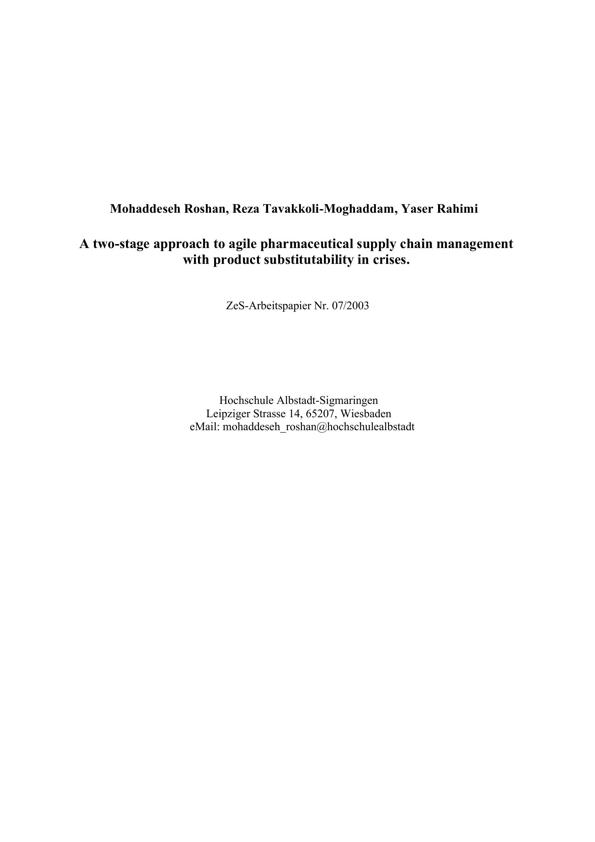 Mohaddeseh Roshan, Reza Tavakkoli-Moghaddam, Yaser Rahimi
A two-stage approach to agile pharmaceutical supply chain management
with product substitutability in crises.
ZeS-Arbeitspapier Nr. 07/2003
Hochschule Albstadt-Sigmaringen
Leipziger Strasse 14, 65207, Wiesbaden
eMail: mohaddeseh_roshan@hochschulealbstadt